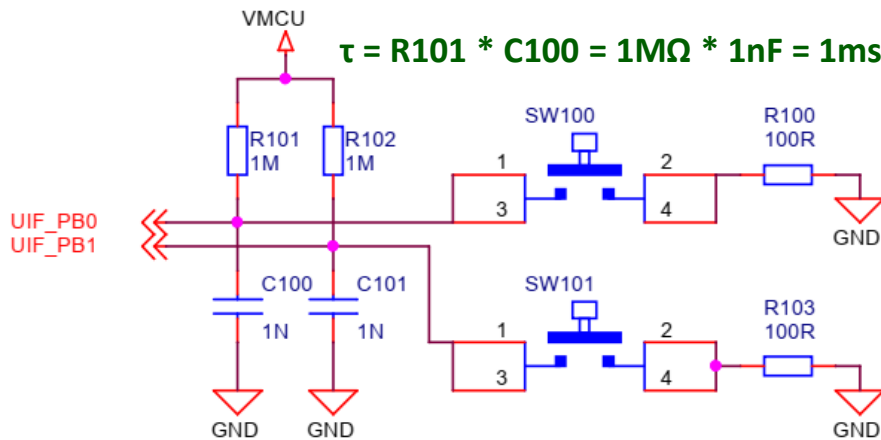 VMCU
τ = R101 * C100 = 1MΩ * 1nF = 1ms
R101
1M
R102
1M
SW100
1
2
3
4
R100
100R
GND
UIF_PB0
UIF_PB1
C100
1N
C101
1N
SW101
1
2
3
4
R103
100R
GND
GND
GND